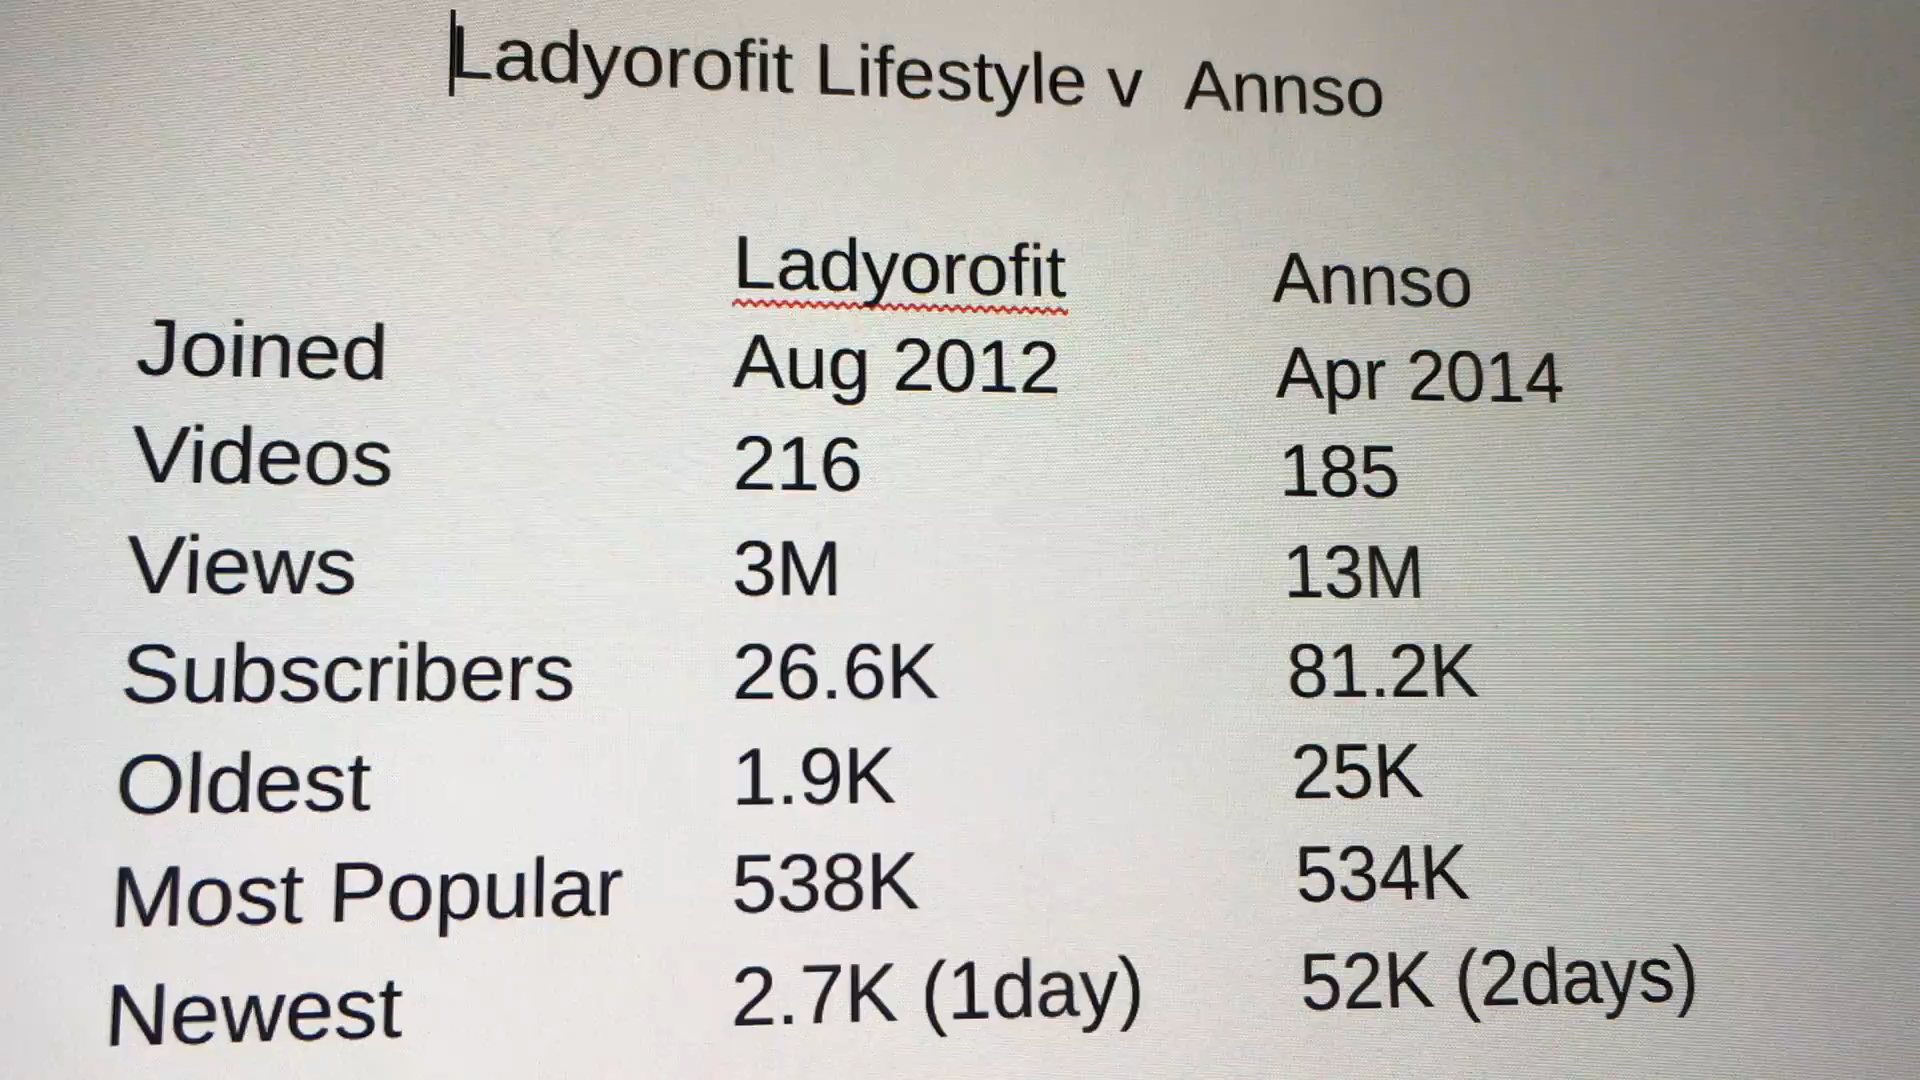 Ladyorofit Lifestyle v Annso
Ladyorofit Annso
Joined Aug 2012 Apr 2014
Videos 216 185
Views 3M 13M
Subscribers 26.6K 81.2K
Oldest 1.9K 25K
Most Popular 538K 534K
Newest 2.7K (1day) 52K (2days)